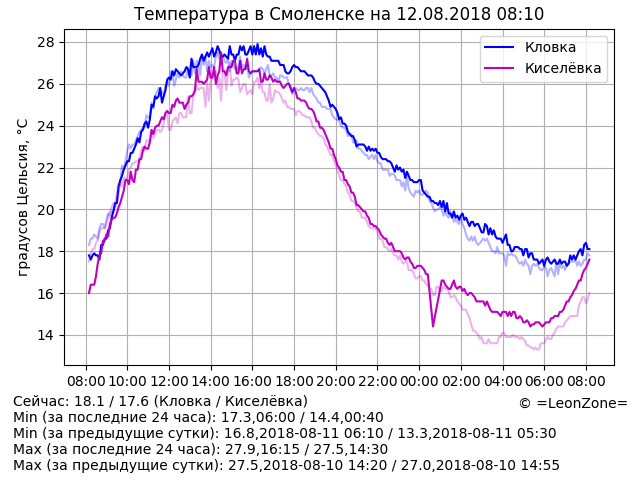 Температура в Смоленске на 12.08.2018 08:10
Кловка
Киселёвка
градусов Цельсия, °C
28
26
24
22
20
18
16
14
08:00 10:00 12:00 14:00 16:00 18:00 20:00 22:00 00:00 02:00 04:00 06:00 08:00
Сейчас: 18.1 / 17.6 (Кловка / Киселёвка)
© =LeonZone=
Min (за последние 24 часа): 17.3,06:00 / 14.4,00:40
Min (за предыдущие сутки): 16.8,2018-08-11 06:10 / 13.3,2018-08-11 05:30
Max (за последние 24 часа): 27.9,16:15 / 27.5,14:30
Max (за предыдущие сутки): 27.5,2018-08-10 14:20 / 27.0,2018-08-10 14:55